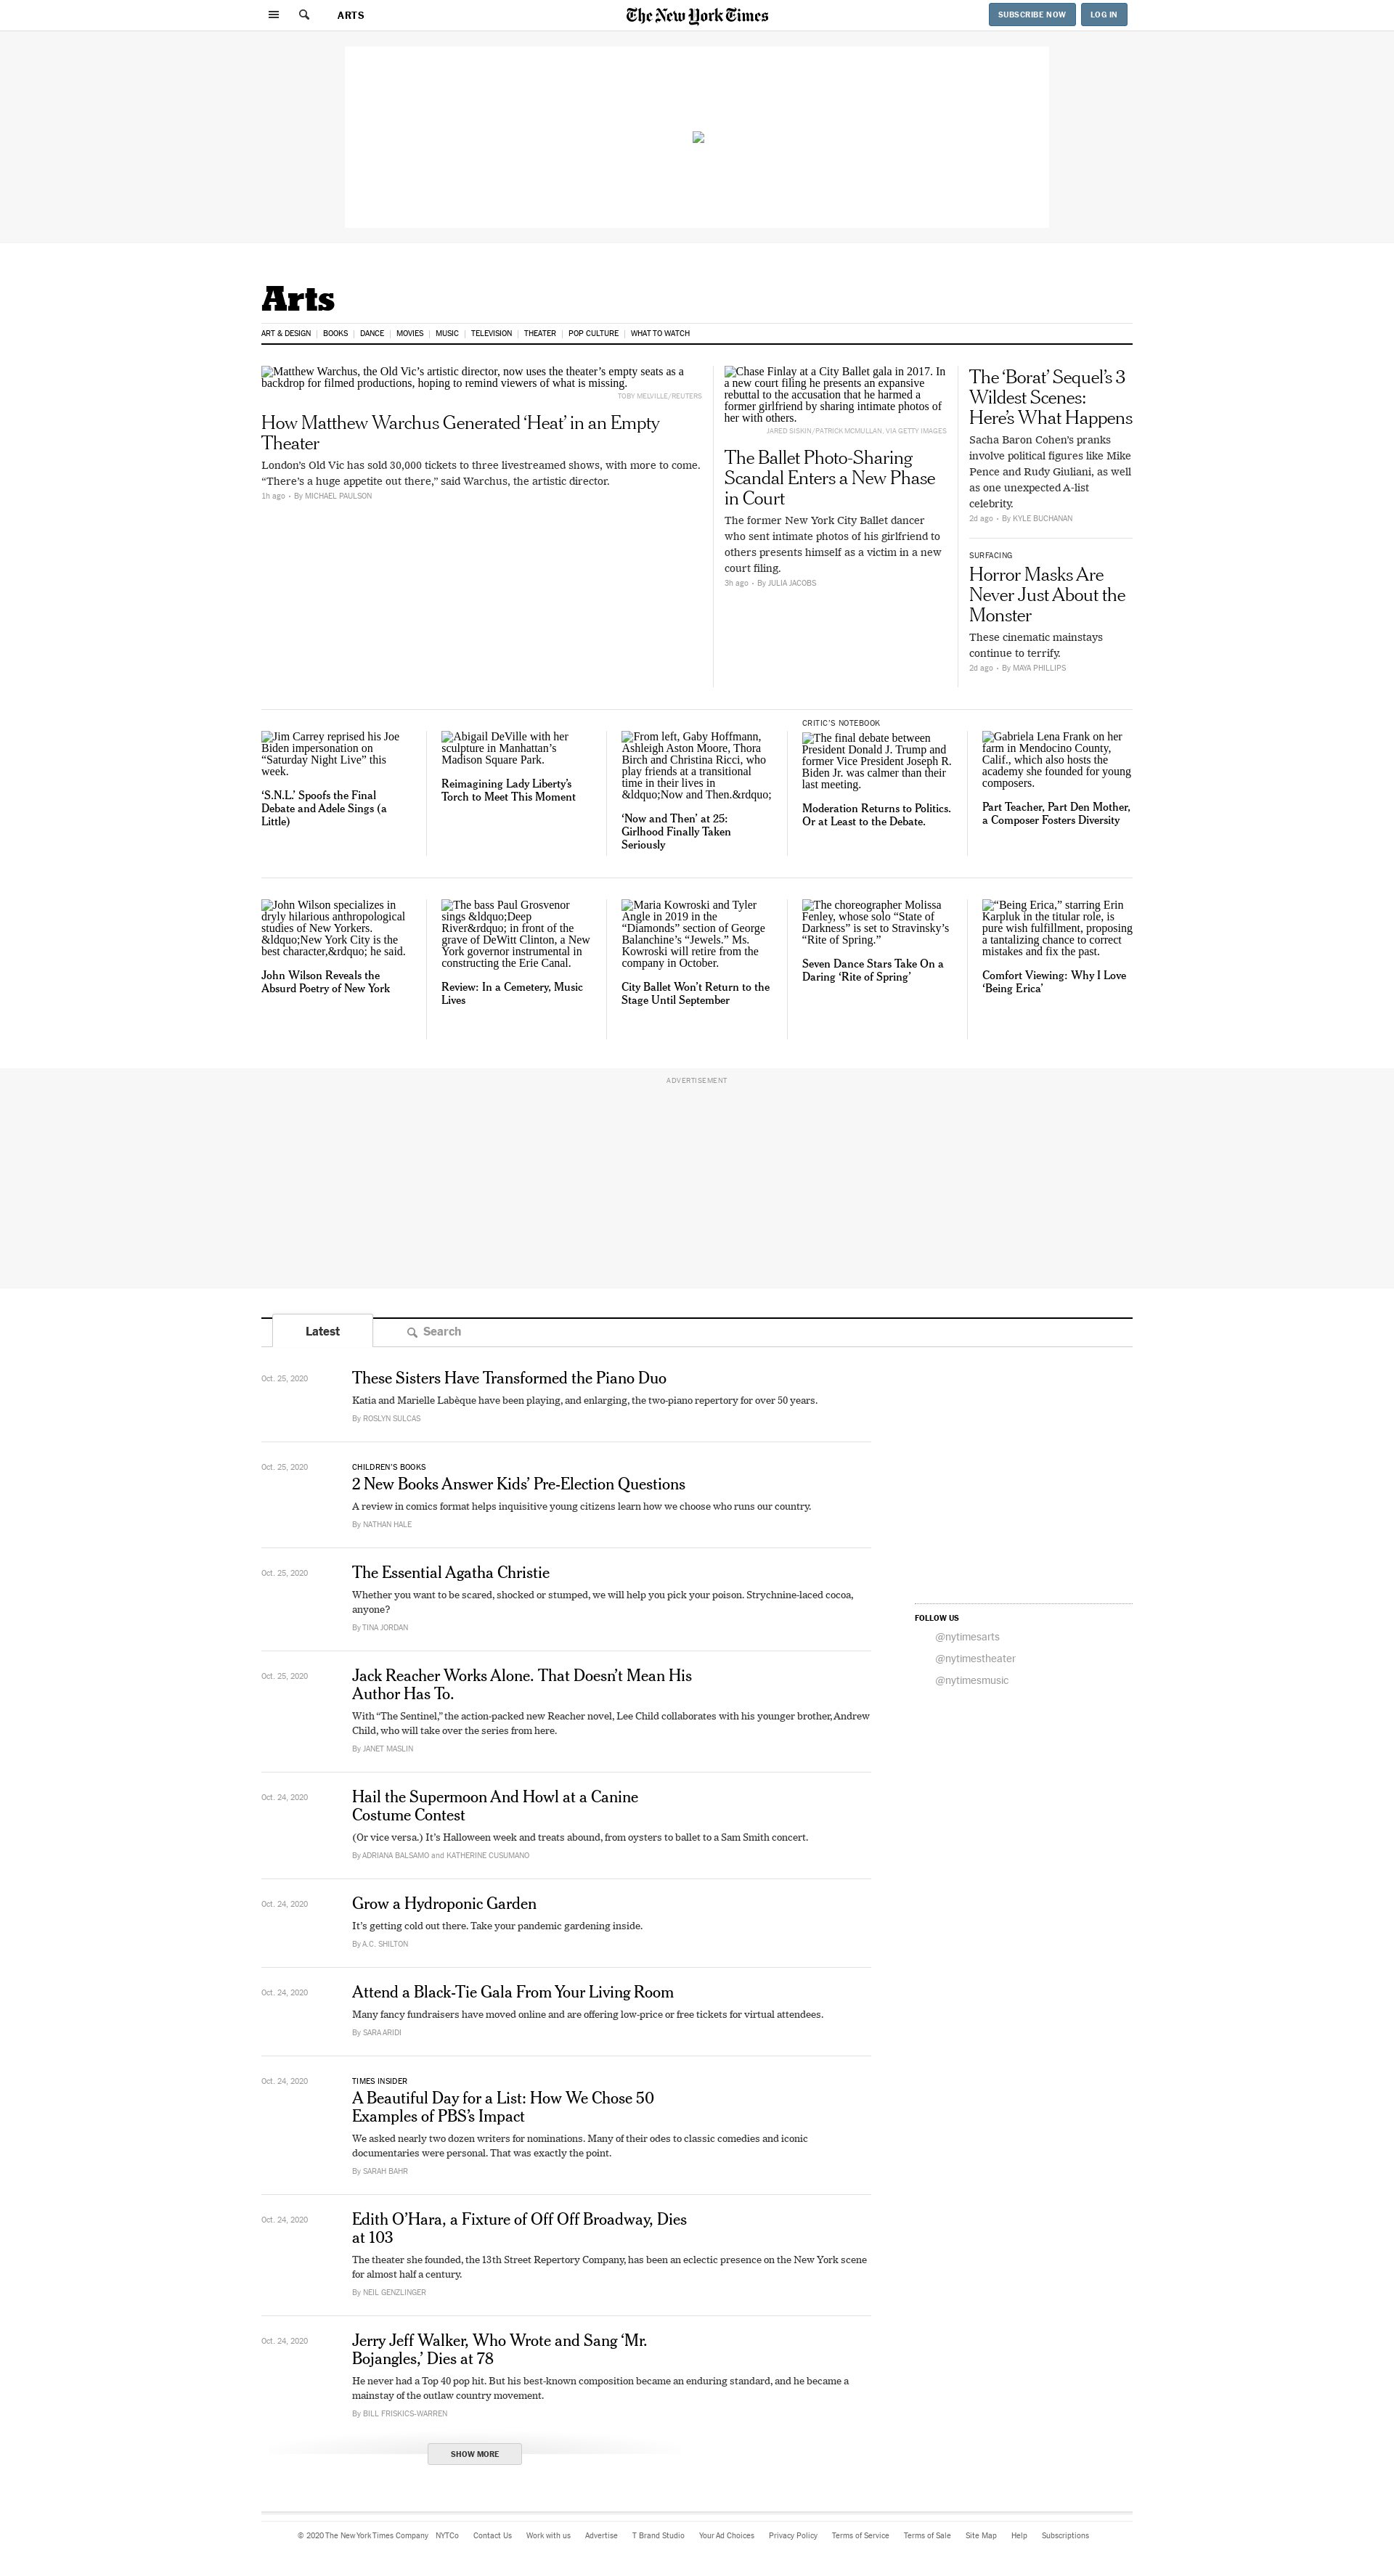 ARTS
The New York Times
SUBSCRIBE NOW
LOG IN
Arts
ART & DESIGN
BOOKS
DANCE
MOVIES
MUSIC
TELEVISION
THEATER
POP CULTURE
WHAT TO WATCH
Matthew Warchus, the Old Vic’s artistic director, now uses the theater’s empty seats as a
backdrop for filmed productions, hoping to remind viewers of what is missing.
TOBY MELVILLE/REUTERS
How Matthew Warchus Generated ‘Heat’ in an Empty
Theater
London’s Old Vic has sold 30,000 tickets to three livestreamed shows, with more to come.
“There’s a huge appetite out there,” said Warchus, the artistic director.
1h ago • By MICHAEL PAULSON
Chase Finlay at a City Ballet gala in 2017. In
a new court filing he presents an expansive
rebuttal to the accusation that he harmed a
former girlfriend by sharing intimate photos of
her with others.
JARED SISKIN/PATRICK MCMULLAN, VIA GETTY IMAGES
The Ballet Photo-Sharing
Scandal Enters a New Phase
in Court
The former New York City Ballet dancer
who sent intimate photos of his girlfriend to
others presents himself as a victim in a new
court filing.
3h ago • By JULIA JACOBS
The ‘Borat’ Sequel’s 3
Wildest Scenes:
Here’s What Happens
Sacha Baron Cohen’s pranks
involve political figures like Mike
Pence and Rudy Giuliani, as well
as one unexpected A-list
celebrity.
2d ago • By KYLE BUCHANAN
SURFACING
Horror Masks Are
Never Just About the
Monster
These cinematic mainstays
continue to terrify.
2d ago • By MAYA PHILLIPS
Jim Carrey reprised his Joe
Biden impersonation on
“Saturday Night Live” this
week.
‘S.N.L.’ Spoofs the Final
Debate and Adele Sings (a
Little)
Abigail DeVille with her
sculpture in Manhattan’s
Madison Square Park.
Reimagining Lady Liberty’s
Torch to Meet This Moment
From left, Gaby Hoffmann,
Ashleigh Aston Moore, Thora
Birch and Christina Ricci, who
play friends at a transitional
time in their lives in
&ldquo;Now and Then.&rdquo;
‘Now and Then’ at 25:
Girlhood Finally Taken
Seriously
CRITIC’S NOTEBOOK
The final debate between
President Donald J. Trump and
former Vice President Joseph R.
Biden Jr. was calmer than their
last meeting.
Moderation Returns to Politics.
Or at Least to the Debate.
Gabriela Lena Frank on her
farm in Mendocino County,
Calif., which also hosts the
academy she founded for young
composers.
Part Teacher, Part Den Mother,
a Composer Fosters Diversity
John Wilson specializes in
dryly hilarious anthropological
studies of New Yorkers.
&ldquo;New York City is the
best character,&rdquo; he said.
John Wilson Reveals the
Absurd Poetry of New York
The bass Paul Grosvenor
sings &ldquo;Deep
River&rdquo; in front of the
grave of DeWitt Clinton, a New
York governor instrumental in
constructing the Erie Canal.
Review: In a Cemetery, Music
Lives
Maria Kowroski and Tyler
Angle in 2019 in the
“Diamonds” section of George
Balanchine’s “Jewels.” Ms.
Kowroski will retire from the
company in October.
City Ballet Won’t Return to the
Stage Until September
The choreographer Molissa
Fenley, whose solo “State of
Darkness” is set to Stravinsky’s
“Rite of Spring.”
Seven Dance Stars Take On a
Daring ‘Rite of Spring’
“Being Erica,” starring Erin
Karpluk in the titular role, is
pure wish fulfillment, proposing
a tantalizing chance to correct
mistakes and fix the past.
Comfort Viewing: Why I Love
‘Being Erica’
ADVERTISEMENT
Latest
Search
Oct. 25, 2020
These Sisters Have Transformed the Piano Duo
Katia and Marielle Labèque have been playing, and enlarging, the two-piano repertory for over 50 years.
By ROSLYN SULCAS
Oct. 25, 2020
CHILDREN’S BOOKS
2 New Books Answer Kids’ Pre-Election Questions
A review in comics format helps inquisitive young citizens learn how we choose who runs our country.
By NATHAN HALE
Oct. 25, 2020
The Essential Agatha Christie
Whether you want to be scared, shocked or stumped, we will help you pick your poison. Strychnine-laced cocoa,
anyone?
By TINA JORDAN
Oct. 25, 2020
Jack Reacher Works Alone. That Doesn’t Mean His
Author Has To.
With “The Sentinel,” the action-packed new Reacher novel, Lee Child collaborates with his younger brother, Andrew
Child, who will take over the series from here.
By JANET MASLIN
Oct. 24, 2020
Hail the Supermoon And Howl at a Canine
Costume Contest
(Or vice versa.) It’s Halloween week and treats abound, from oysters to ballet to a Sam Smith concert.
By ADRIANA BALSAMO and KATHERINE CUSUMANO
Oct. 24, 2020
Grow a Hydroponic Garden
It’s getting cold out there. Take your pandemic gardening inside.
By A.C. SHILTON
Oct. 24, 2020
Attend a Black-Tie Gala From Your Living Room
Many fancy fundraisers have moved online and are offering low-price or free tickets for virtual attendees.
By SARA ARIDI
Oct. 24, 2020
TIMES INSIDER
A Beautiful Day for a List: How We Chose 50
Examples of PBS’s Impact
We asked nearly two dozen writers for nominations. Many of their odes to classic comedies and iconic
documentaries were personal. That was exactly the point.
By SARAH BAHR
Oct. 24, 2020
Edith O’Hara, a Fixture of Off Off Broadway, Dies
at 103
The theater she founded, the 13th Street Repertory Company, has been an eclectic presence on the New York scene
for almost half a century.
By NEIL GENZLINGER
Oct. 24, 2020
Jerry Jeff Walker, Who Wrote and Sang ‘Mr.
Bojangles,’ Dies at 78
He never had a Top 40 pop hit. But his best-known composition became an enduring standard, and he became a
mainstay of the outlaw country movement.
By BILL FRISKICS-WARREN
SHOW MORE
FOLLOW US
@nytimesarts
@nytimestheater
@nytimesmusic
© 2020 The New York Times Company
NYTCo
Contact Us
Work with us
Advertise
T Brand Studio
Your Ad Choices
Privacy Policy
Terms of Service
Terms of Sale
Site Map
Help
Subscriptions